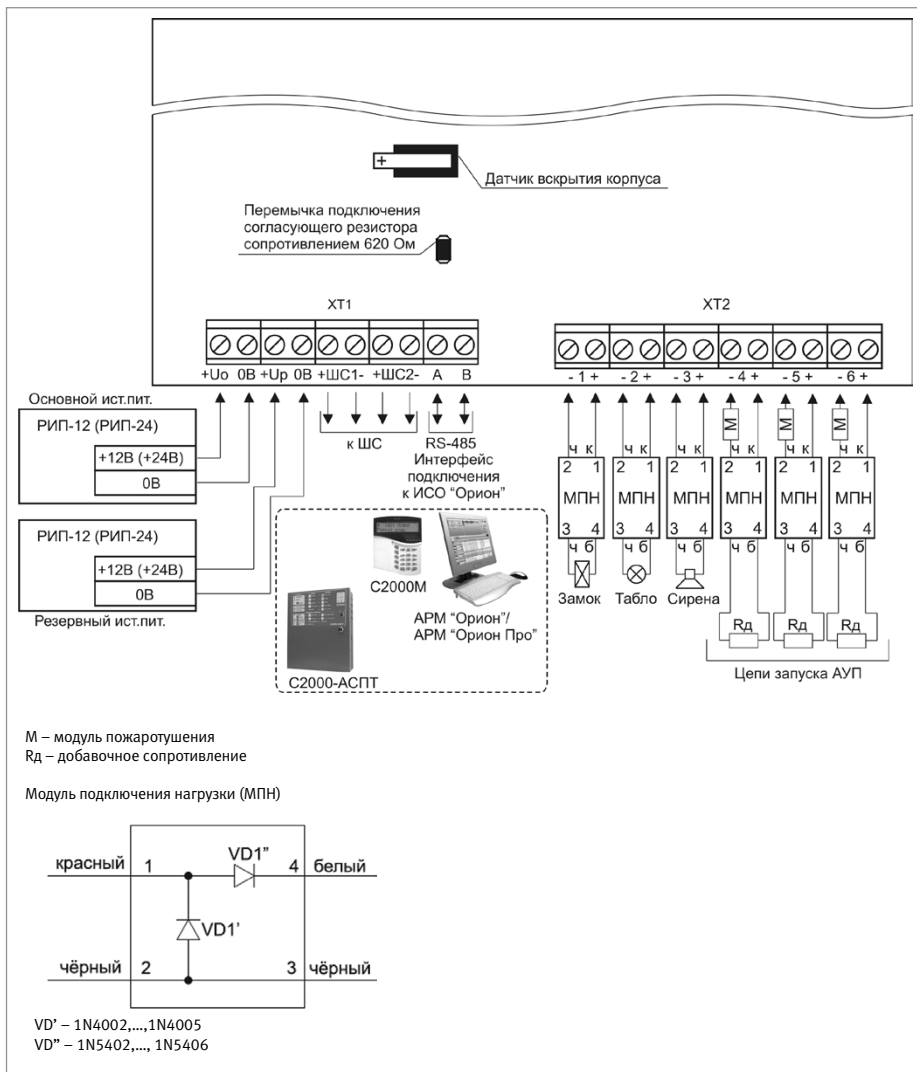 +
Датчик вскрытия корпуса
Перемычка подключения
согласующего резистора
сопротивлением 620 Ом
XT1
XT2
+Uо 0В +Uр 0В +ШС1- +ШС2- A B
- 1 + - 2 + - 3 + - 4 + - 5 + - 6 +
Основной ист.пит.
РИП-12 (РИП-24)
+12В (+24В)
0В
РИП-12 (РИП-24)
+12В (+24В)
0В
Резервный ист.пит.
к ШС
RS-485
Интерфейс
подключения
к ИСО “Орион”
С2000М
АРМ “Орион”/
АРМ “Орион Про”
С2000-АСПТ
М М М
ч к ч к ч к ч к ч к ч к
2 1 2 1 2 1 2 1 2 1 2 1
МПН МПН МПН МПН МПН МПН
3 4 3 4 3 4 3 4 3 4 3 4
ч б ч б ч б ч б ч б ч б
Замок Табло Сирена
Rд Rд Rд
Цепи запуска АУП
М – модуль пожаротушения
Rд – добавочное сопротивление
Модуль подключения нагрузки (МПН)
красный 1 VD1” 4 белый
VD1’
чёрный 2 3 чёрный
VD’ – 1N4002,...,1N4005
VD” – 1N5402,..., 1N5406